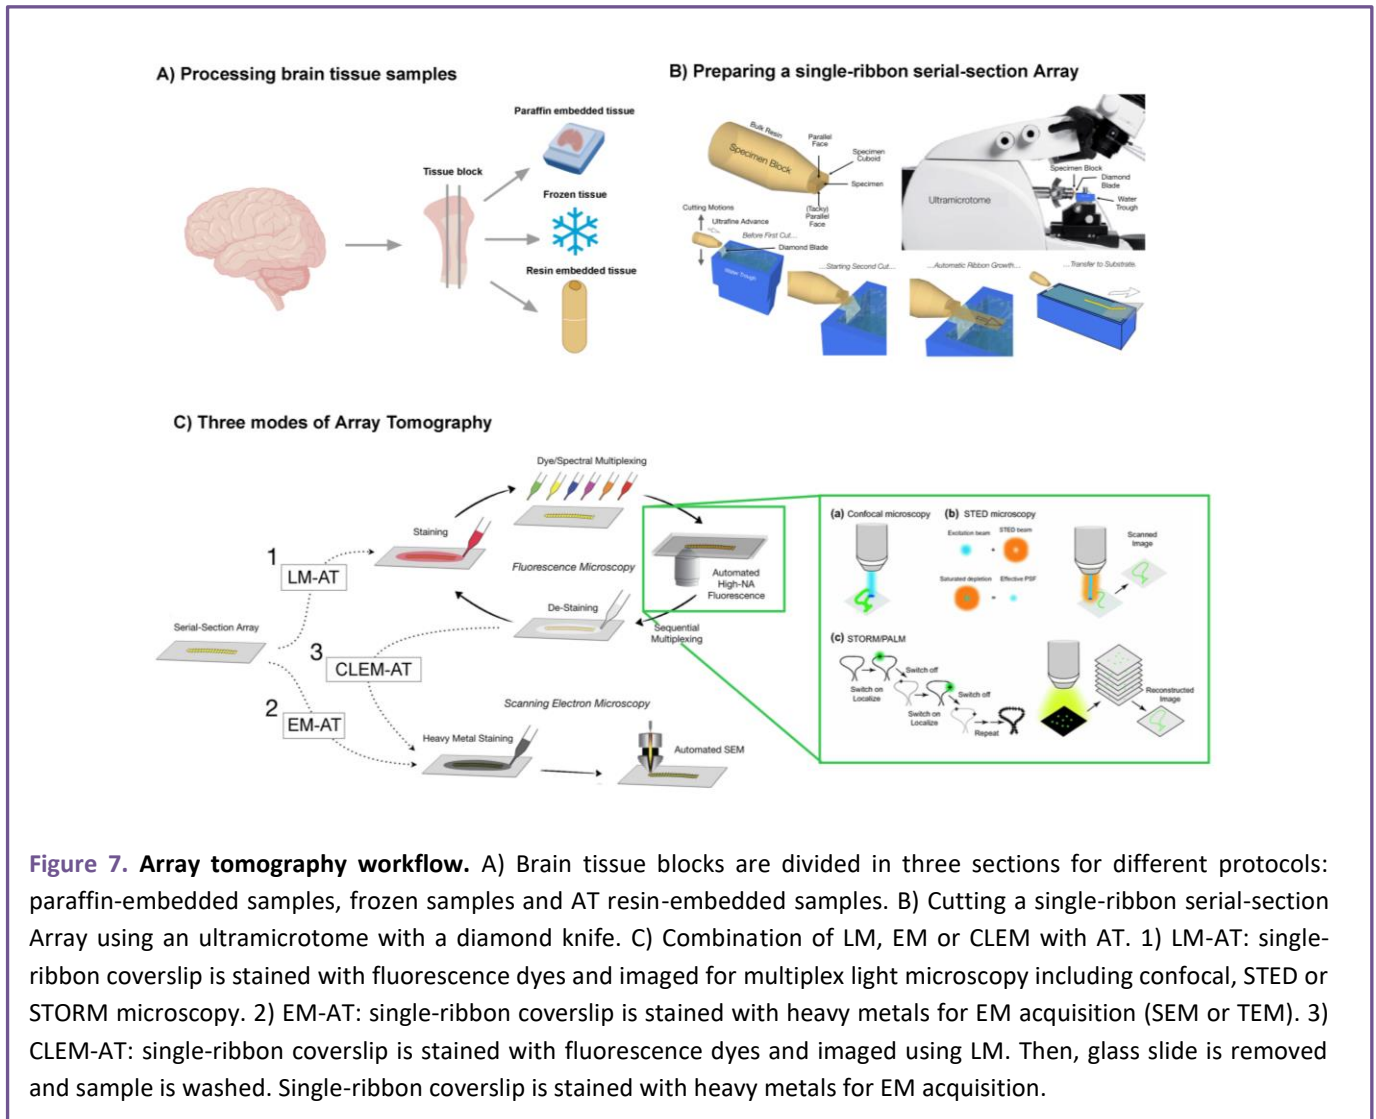 A) Processing brain tissue samples
Paraffin embedded tissue
Tissue block
Frozen tissue
Resin embedded tissue
B) Preparing a single-ribbon serial-section Array
Bulk Resin
Specimen Block
Parallel
Face
Specimen
Cuboid
Specimen
(Tacky)
Parallel
Face
Cutting Motions
Ultrafine Advance
Before First Cut...
Diamond Blade
Water Trough
...Starting Second Cut...
...Automatic Ribbon Growth...
...Transfer to Substrate.
Ultramicrotome
Specimen Block
Diamond
Blade
Water
Trough
C) Three modes of Array Tomography
Dye/Spectral Multiplexing
Staining
1
LM-AT
Fluorescence Microscopy
Automated
High-NA
Fluorescence
De-Staining
Sequential
Multiplexing
Serial-Section Array
3
CLEM-AT
2
EM-AT
Scanning Electron Microscopy
Heavy Metal Staining
Automated SEM
(a) Confocal microscopy
(b) STED microscopy
Excitation beam
STED beam
+
Saturated depletion
Effective PSF
=
Scanned
Image
(c) STORM/PALM
Switch on
Localize
Switch off
Switch on
Localize
Switch off
Repeat
Reconstructed
Image
Figure 7. Array tomography workflow. A) Brain tissue blocks are divided in three sections for different protocols:
paraffin-embedded samples, frozen samples and AT resin-embedded samples. B) Cutting a single-ribbon serial-section
Array using an ultramicrotome with a diamond knife. C) Combination of LM, EM or CLEM with AT. 1) LM-AT: single-
ribbon coverslip is stained with fluorescence dyes and imaged for multiplex light microscopy including confocal, STED or
STORM microscopy. 2) EM-AT: single-ribbon coverslip is stained with heavy metals for EM acquisition (SEM or TEM). 3)
CLEM-AT: single-ribbon coverslip is stained with fluorescence dyes and imaged using LM. Then, glass slide is removed
and sample is washed. Single-ribbon coverslip is stained with heavy metals for EM acquisition.